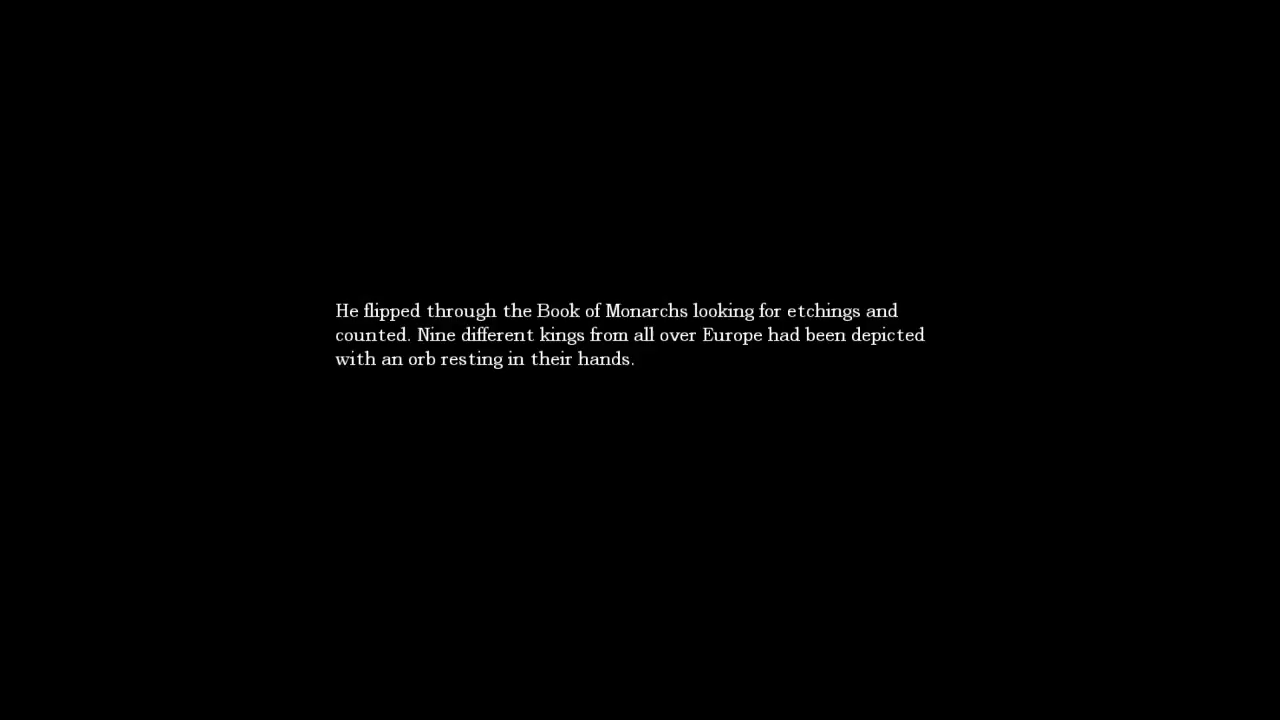 He flipped through the Book of Monarchs looking for etchings and
counted. Nine different kings from all over Europe had been depicted
with an orb resting in their hands.